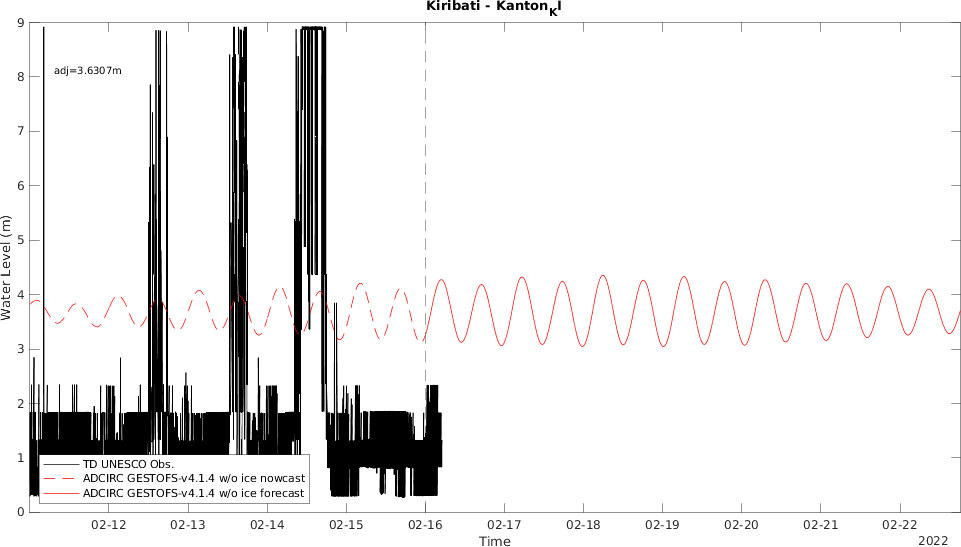 Kiribati - KantonKI
9
8
7
6
5
4
3
2
1
0
Water Level (m)
adj=3.6307m
TD UNESCO Obs.
ADCIRC GESTOFS-v4.1.4 w/o ice nowcast
ADCIRC GESTOFS-v4.1.4 w/o ice forecast
02-12 02-13 02-14 02-15 02-16 02-17 02-18 02-19 02-20 02-21 02-22
Time
2022